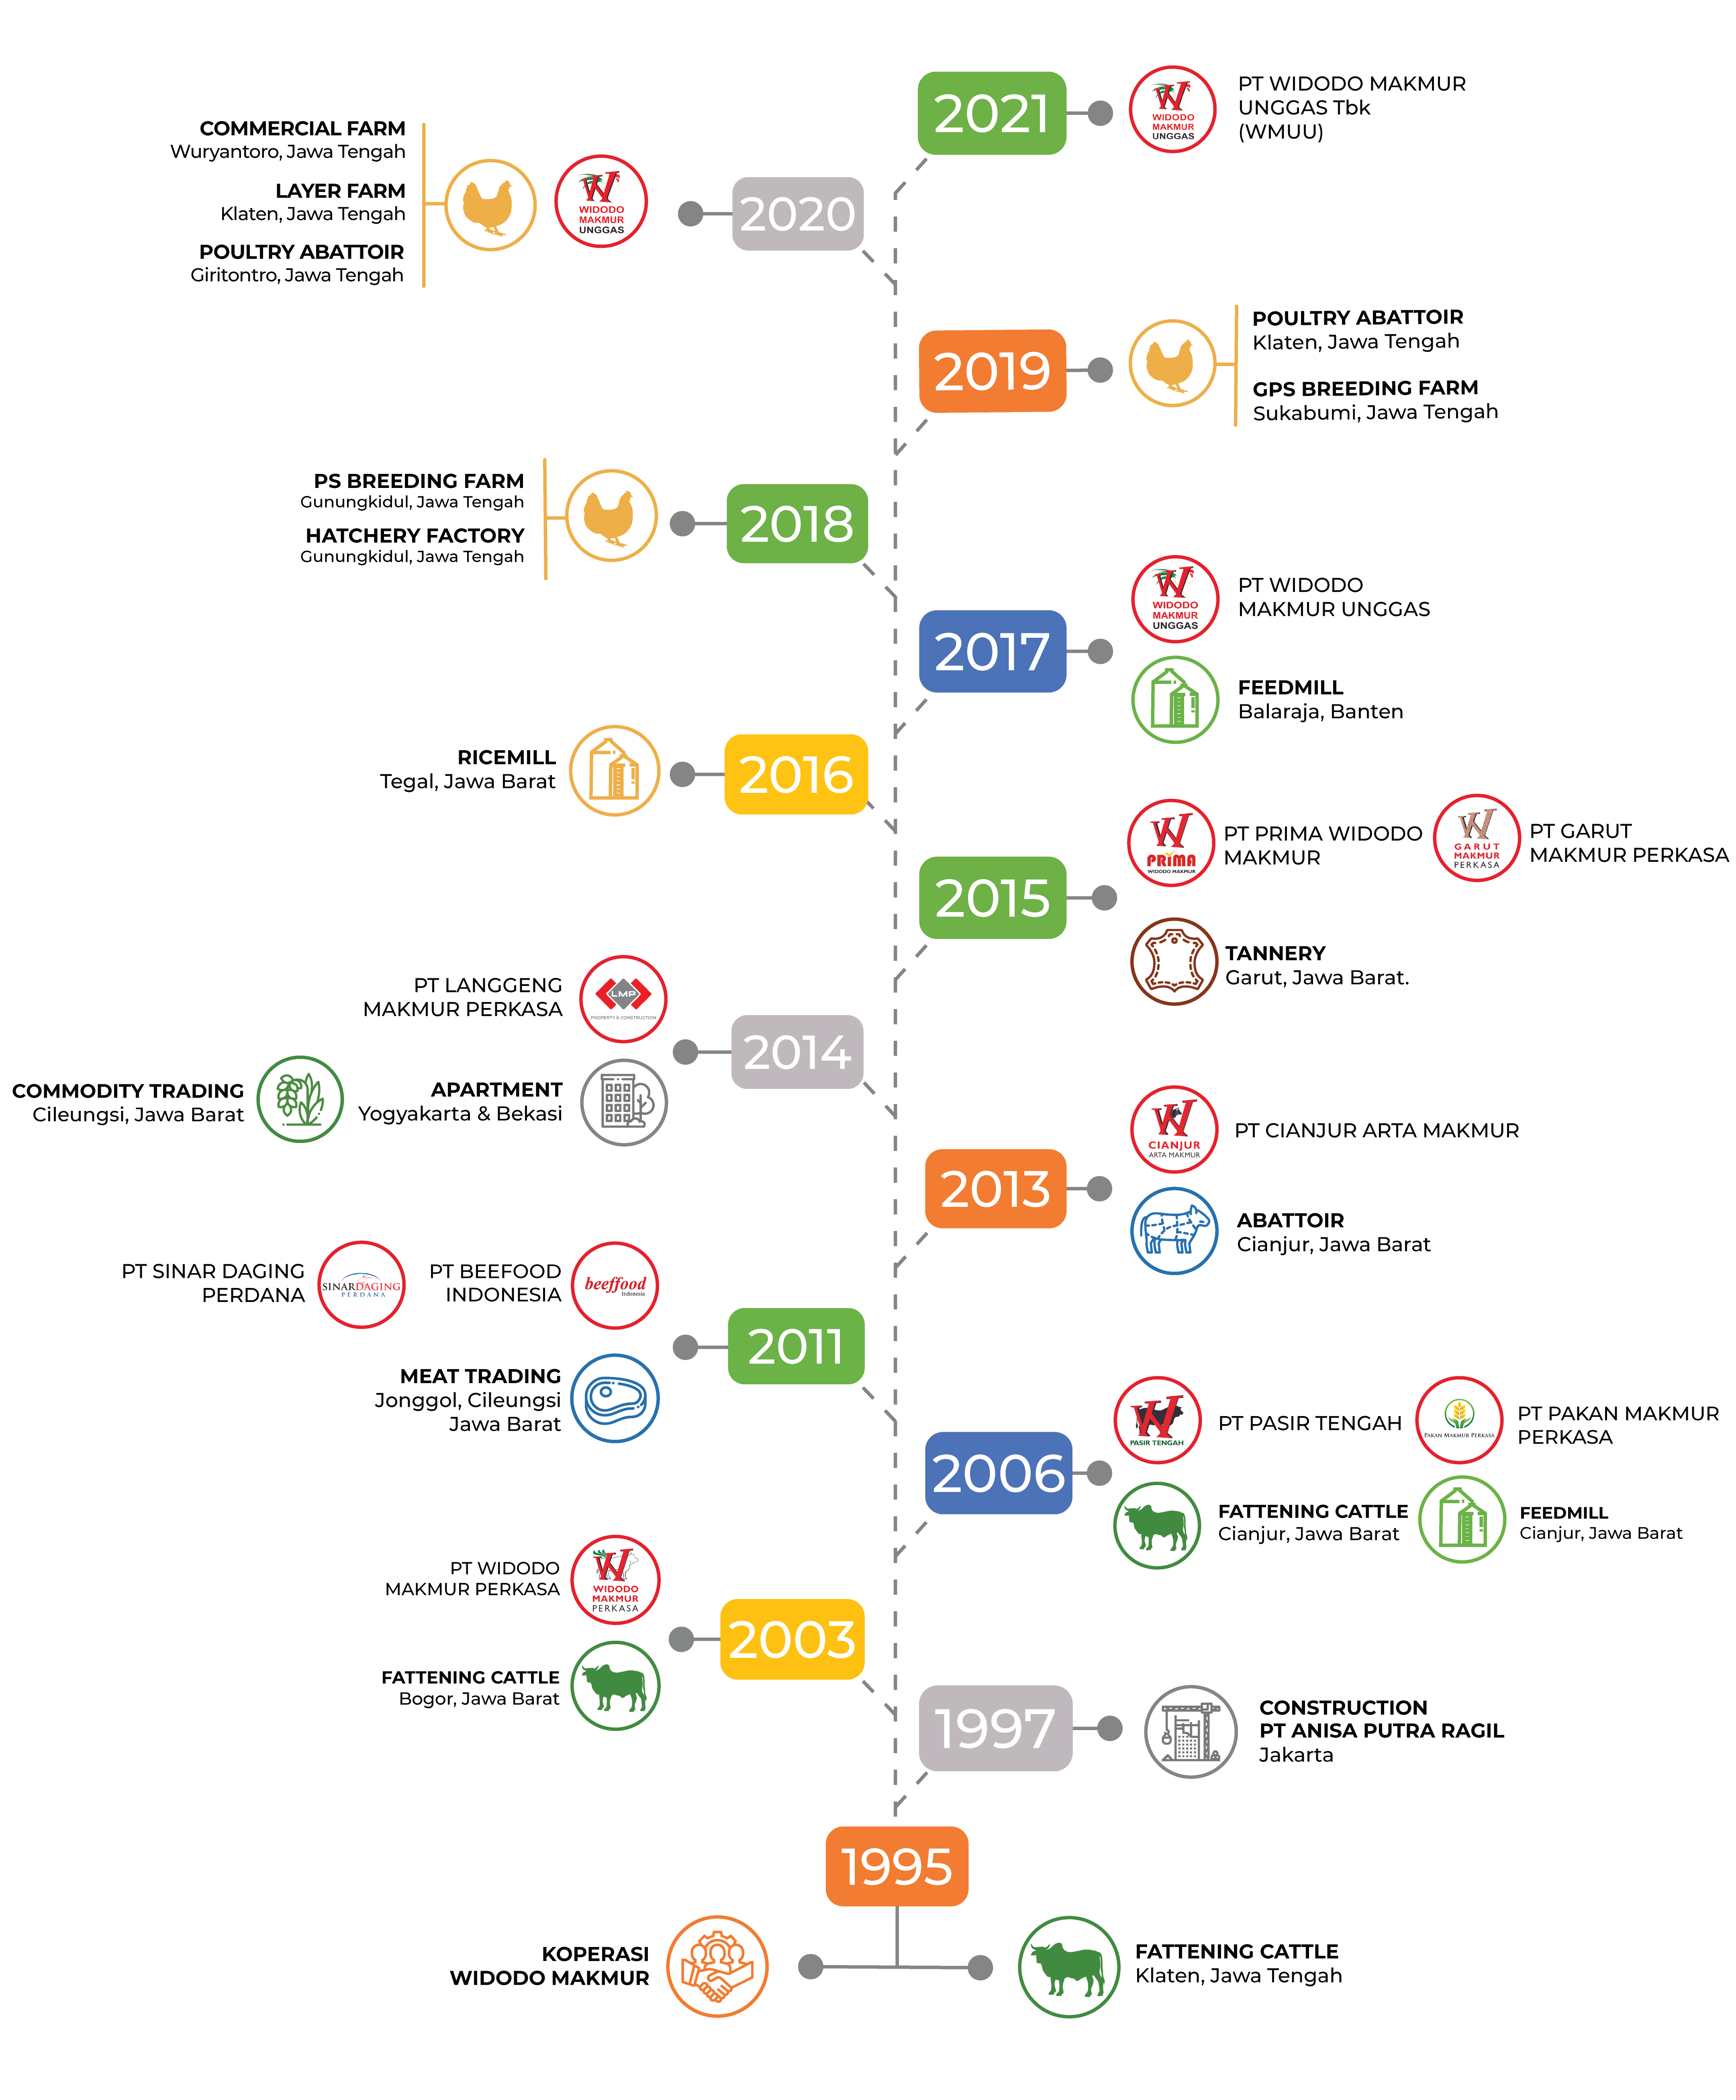 2021
WIDODO
MAKMUR
UNGGAS
PT WIDODO MAKMUR
UNGGAS Tbk
(WMUU)
COMMERCIAL FARM
Wuryantoro, Jawa Tengah
LAYER FARM
Klaten, Jawa Tengah
POULTRY ABATTOIR
Giritontro, Jawa Tengah
WIDODO
MAKMUR
UNGGAS
2020
2019
POULTRY ABATTOIR
Klaten, Jawa Tengah
GPS BREEDING FARM
Sukabumi, Jawa Tengah
PS BREEDING FARM
Gunungkidul, Jawa Tengah
HATCHERY FACTORY
Gunungkidul, Jawa Tengah
2018
2017
WIDODO
MAKMUR
UNGGAS
PT WIDODO
MAKMUR UNGGAS
FEEDMILL
Balaraja, Banten
RICEMILL
Tegal, Jawa Barat
2016
2015
PRIMA
WIDODO MAKMUR
PT PRIMA WIDODO
MAKMUR
GARUT
MAKMUR
PERKASA
PT GARUT
MAKMUR PERKASA
TANNERY
Garut, Jawa Barat.
PT LANGGENG
MAKMUR PERKASA
LMP
PROPERTY & CONSTRUCTION
COMMODITY TRADING
Cileungsi, Jawa Barat
APARTMENT
Yogyakarta & Bekasi
2014
2013
CIANJUR
ARTA MAKMUR
PT CIANJUR ARTA MAKMUR
ABATTOIR
Cianjur, Jawa Barat
PT SINAR DAGING
PERDANA
SINARDAGING
PERDANA
PT BEEFOOD
INDONESIA
beeffood
Indonesia
MEAT TRADING
Jonggol, Cileungsi
Jawa Barat
2011
2006
PASIR TENGAH
PT PASIR TENGAH
PAKAN MAKMUR PERKASA
PT PAKAN MAKMUR
PERKASA
FATTENING CATTLE
Cianjur, Jawa Barat
FEEDMILL
Cianjur, Jawa Barat
PT WIDODO
MAKMUR PERKASA
WIDODO
MAKMUR
PERKASA
FATTENING CATTLE
Bogor, Jawa Barat
2003
1997
CONSTRUCTION
PT ANISA PUTRA RAGIL
Jakarta
1995
KOPERASI
WIDODO MAKMUR
FATTENING CATTLE
Klaten, Jawa Tengah